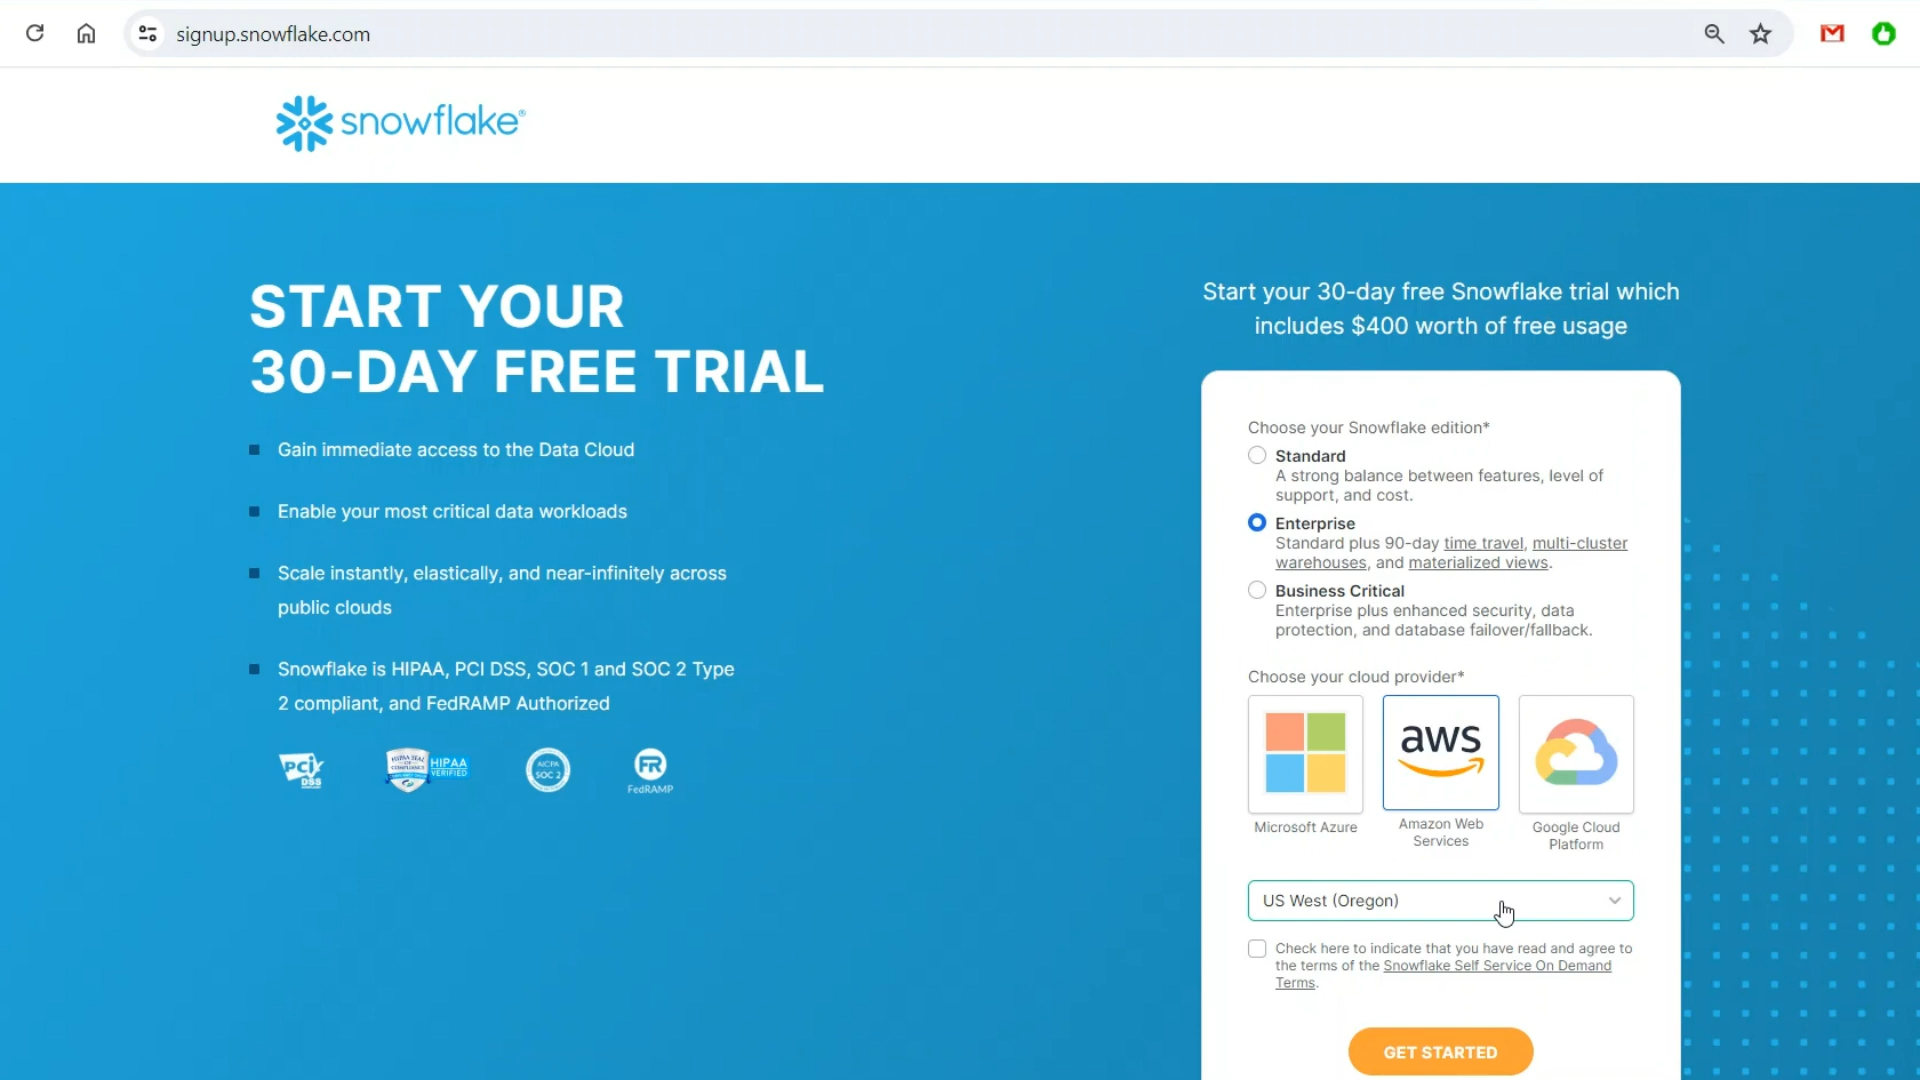 signup.snowflake.com
snowflake®
START YOUR
30-DAY FREE TRIAL
Gain immediate access to the Data Cloud
Enable your most critical data workloads
Scale instantly, elastically, and near-infinitely across
public clouds
Snowflake is HIPAA, PCI DSS, SOC 1 and SOC 2 Type
2 compliant, and FedRAMP Authorized
PCI
DSS
HIPAA
VERIFIED
AICPA
SOC 2
FR
FedRAMP
Start your 30-day free Snowflake trial which
includes $400 worth of free usage
Choose your Snowflake edition*
Standard
A strong balance between features, level of
support, and cost.
Enterprise
Standard plus 90-day time travel, multi-cluster
warehouses, and materialized views.
Business Critical
Enterprise plus enhanced security, data
protection, and database failover/fallback.
Choose your cloud provider*
aws
Microsoft Azure
Amazon Web
Services
Google Cloud
Platform
US West (Oregon)
Check here to indicate that you have read and agree to
the terms of the Snowflake Self Service On Demand
Terms.
GET STARTED